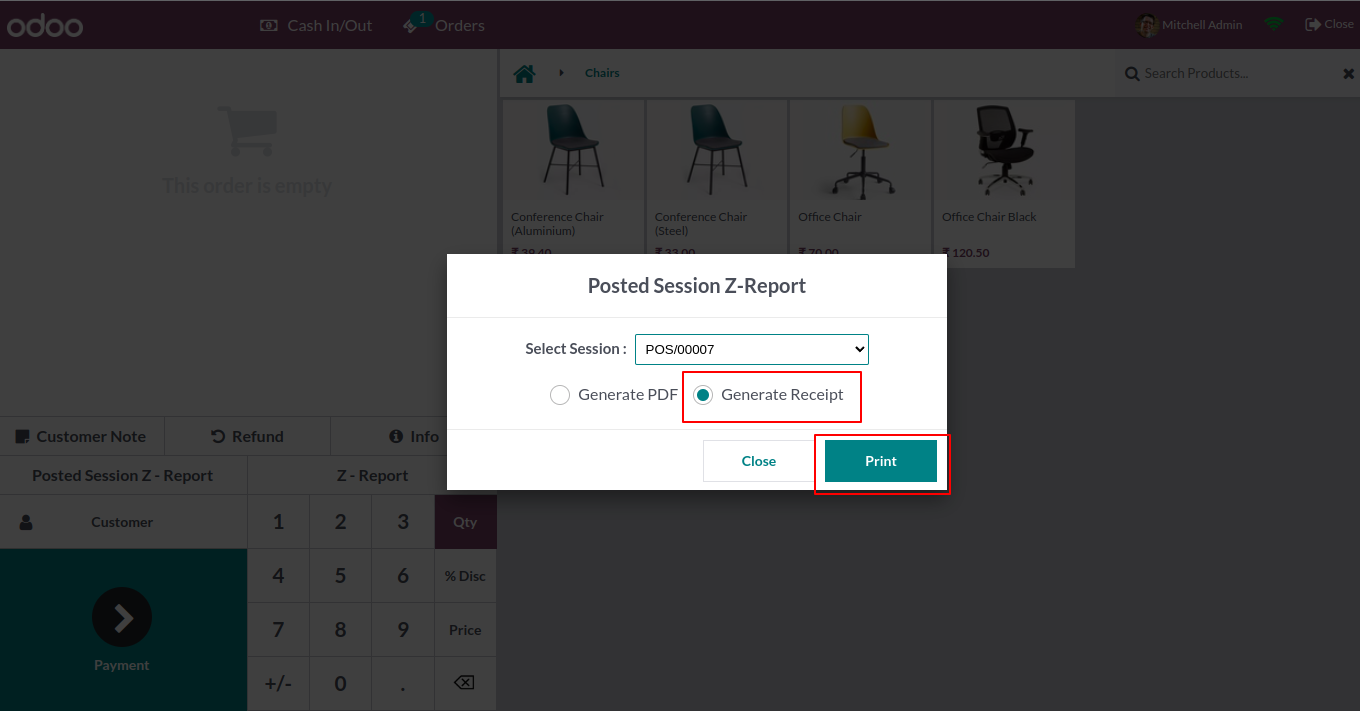 odoo
Cash In/Out
1
Orders
Mitchell Admin
Close
Chairs
Search Products...
This order is empty
Conference Chair
(Aluminium)
Conference Chair
(Steel)
Office Chair
Office Chair Black
₹ 39.40
₹ 33.00
₹ 70.00
₹ 120.50
Posted Session Z-Report
Select Session :
POS/00007
Generate PDF
Generate Receipt
Close
Print
Customer Note
Refund
Info
Posted Session Z - Report
Z - Report
Customer
1
2
3
Qty
4
5
6
% Disc
7
8
9
Price
Payment
+/-
0
.